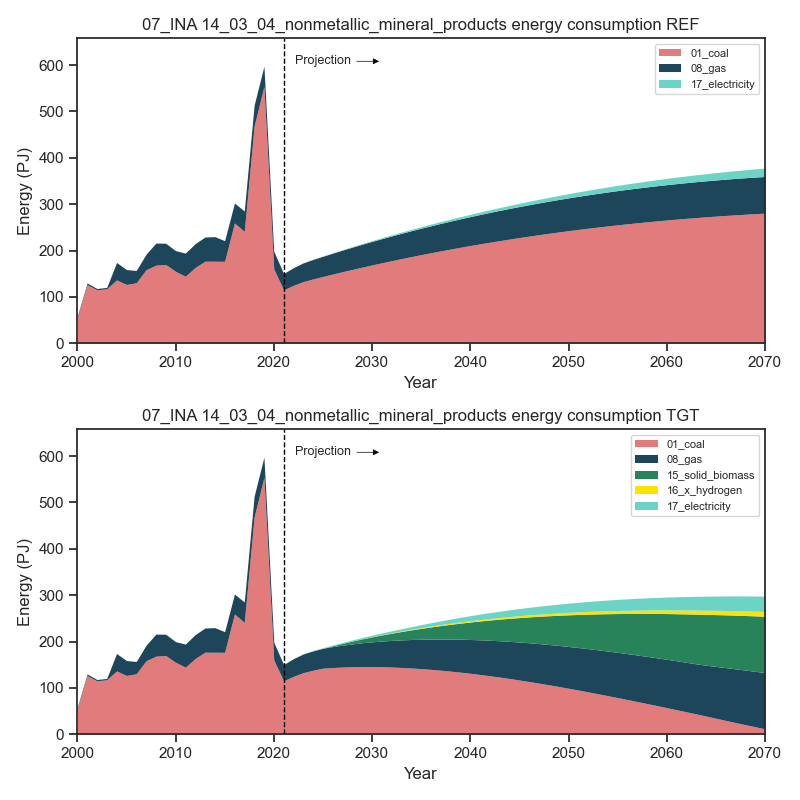 07_INA 14_03_04_nonmetallic_mineral_products energy consumption REF
Energy (PJ)
600
500
400
300
200
100
0
Projection
01_coal
08_gas
17_electricity
2000 2010 2020 2030 2040 2050 2060 2070
Year
07_INA 14_03_04_nonmetallic_mineral_products energy consumption TGT
Energy (PJ)
600
500
400
300
200
100
0
Projection
01_coal
08_gas
15_solid_biomass
16_x_hydrogen
17_electricity
2000 2010 2020 2030 2040 2050 2060 2070
Year